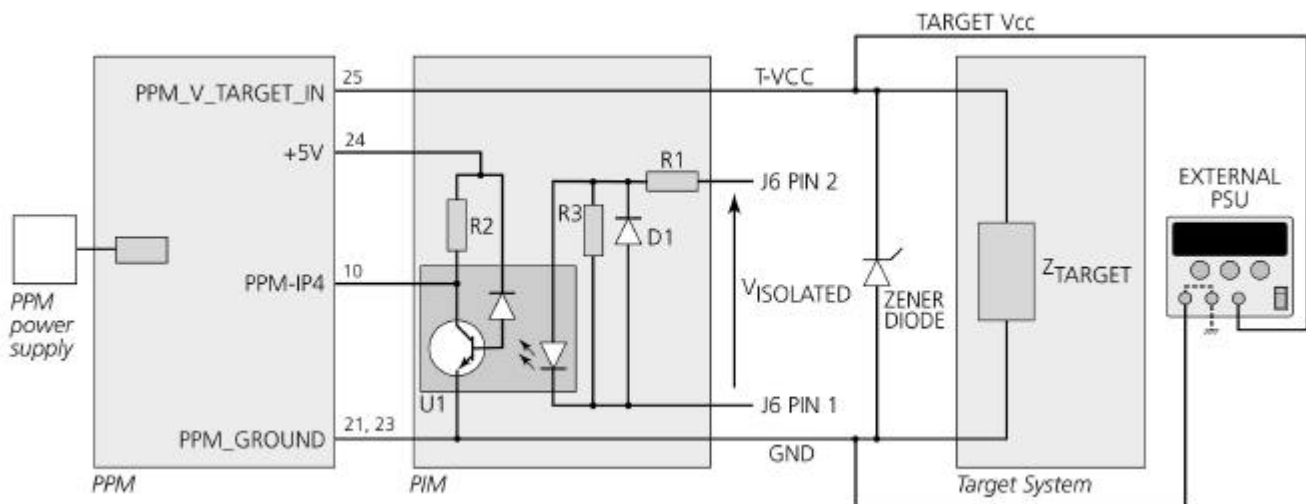 TARGET Vcc
PPM_V_TARGET_IN
25
T-VCC
+5V
24
R1
J6 PIN 2
EXTERNAL
PSU
R2
R3
D1
PPM-IP4
10
VISOLATED
ZENER
DIODE
ZTARGET
PPM
power
supply
U1
J6 PIN 1
PPM_GROUND
21, 23
GND
PPM
PIM
Target System